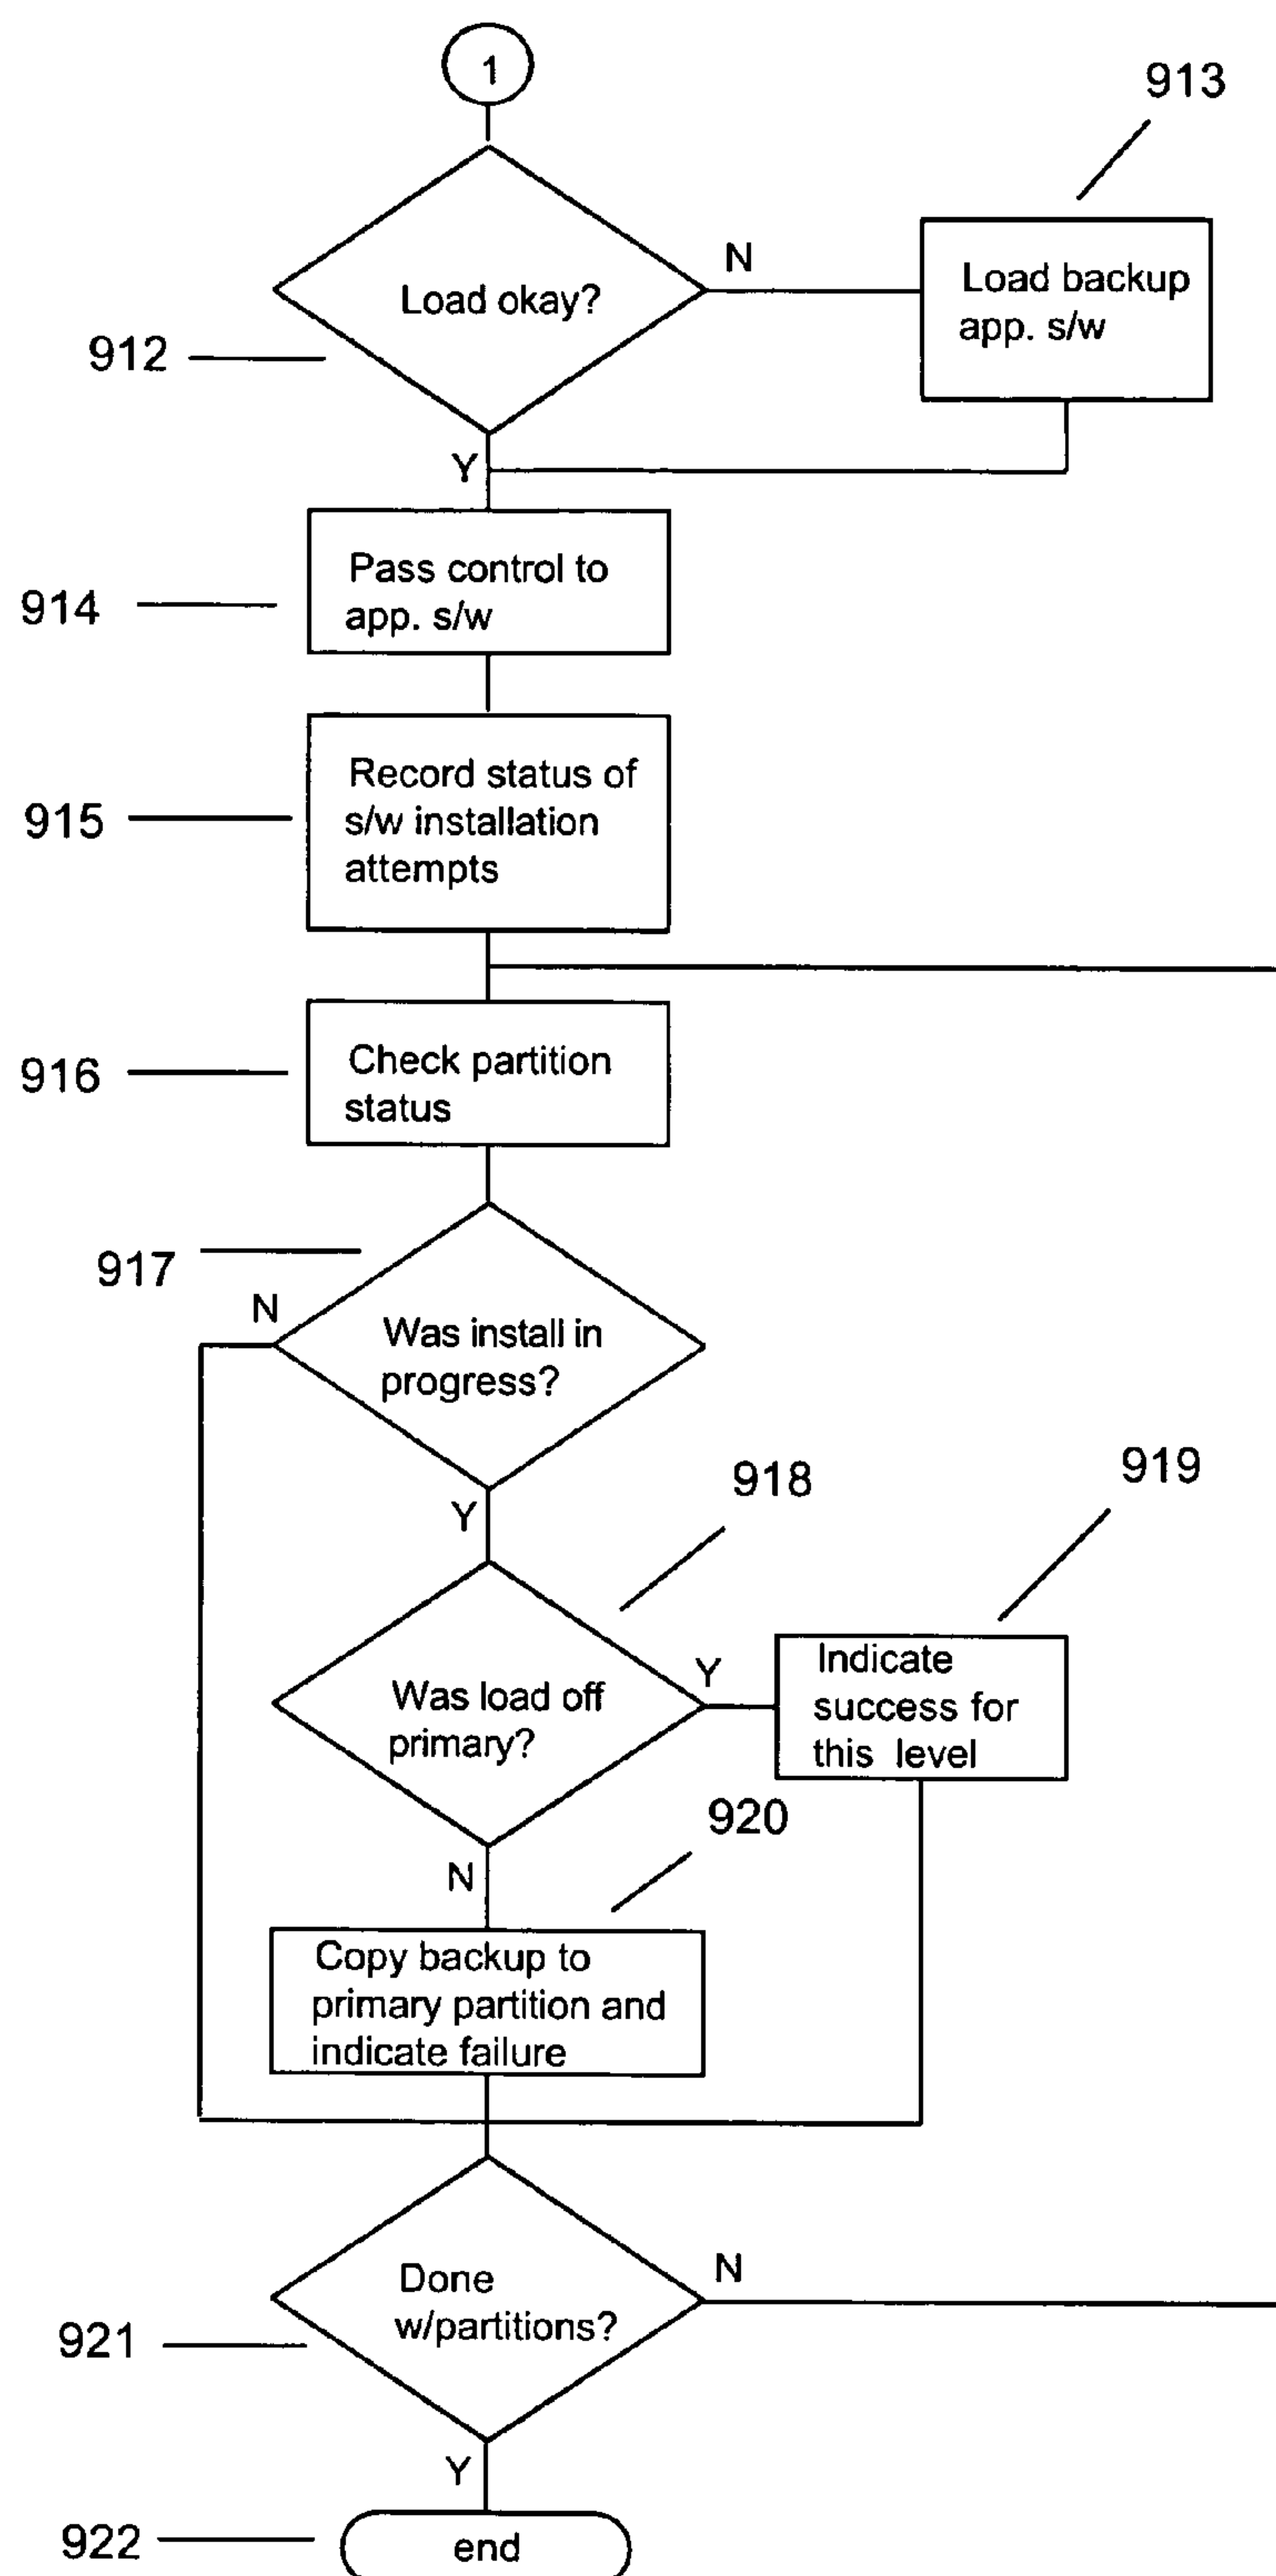 1
913
N
Load okay?
Load backup
app. s/w
912
Y
Pass control to
app. s/w
914
Record status of
s/w installation
attempts
915
Check partition
status
916
917
N
Was install in
progress?
Y
918
919
Was load off
primary?
Y
Indicate
success for
this level
920
N
Copy backup to
primary partition and
indicate failure
Done
w/partitions?
N
921
Y
922
end